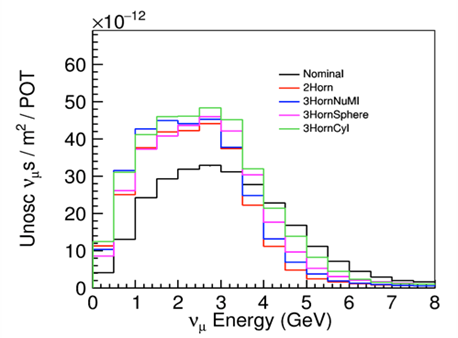 ×10⁻¹²
Unosc νμs / m² / POT
60
50
40
30
20
10
0
Nominal
2Horn
3HornNuMI
3HornSphere
3HornCyl
0 1 2 3 4 5 6 7 8
νμ Energy (GeV)